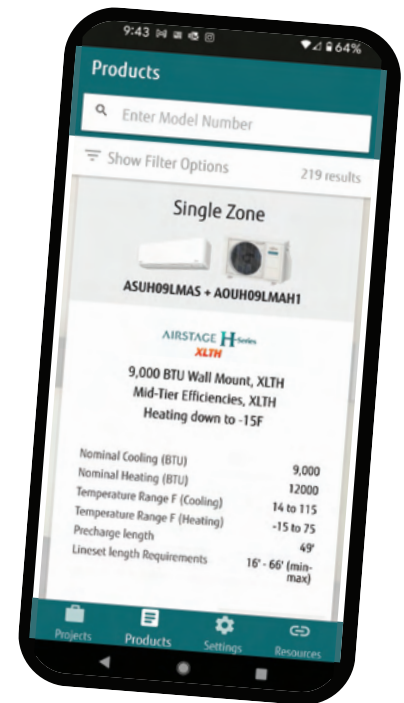 9:43
64%
Products
Enter Model Number
Show Filter Options 219 results
Single Zone
ASUH09LMAS + AOUH09LMAH1
AIRSTAGE H-Series
XLTH
9,000 BTU Wall Mount, XLTH
Mid-Tier Efficiencies, XLTH
Heating down to -15F
Nominal Cooling (BTU) 9,000
Nominal Heating (BTU) 12000
Temperature Range F (Cooling) 14 to 115
Temperature Range F (Heating) -15 to 75
Precharge length 49'
Lineset length Requirements 16' - 66' (min-
max)
Projects Products Settings Resources